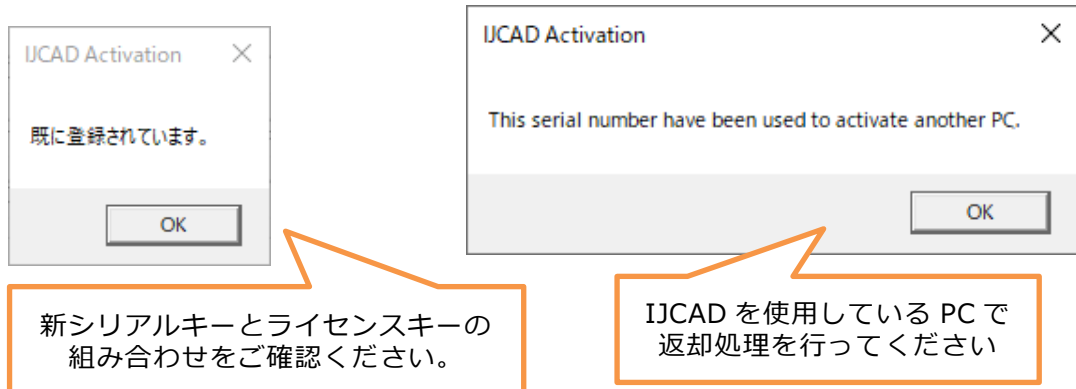 IJCAD Activation
既に登録されています。
OK
新シリアルキーとライセンスキーの
組み合わせをご確認ください。
IJCAD Activation
This serial number have been used to activate another PC.
OK
IJCAD を使用している PC で
返却処理を行ってください